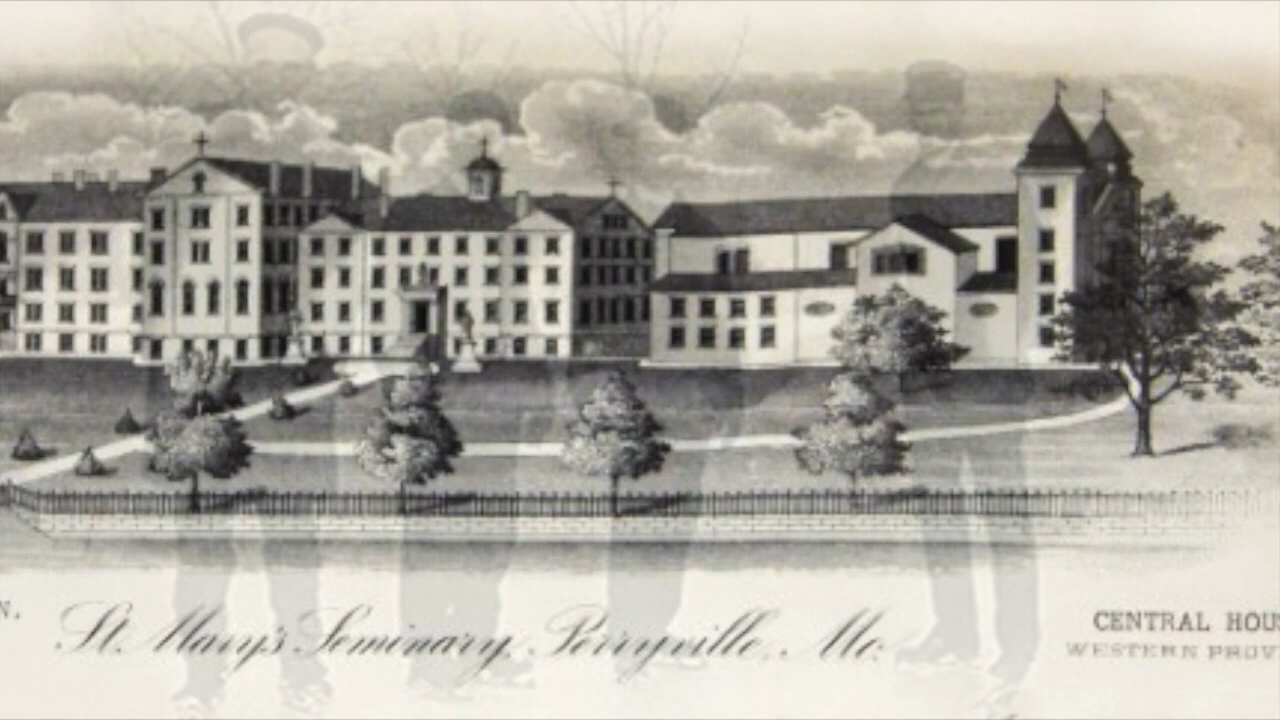 N.
St. Mary's Seminary, Perryville, Mo:
CENTRAL HOU
WESTERN PROV